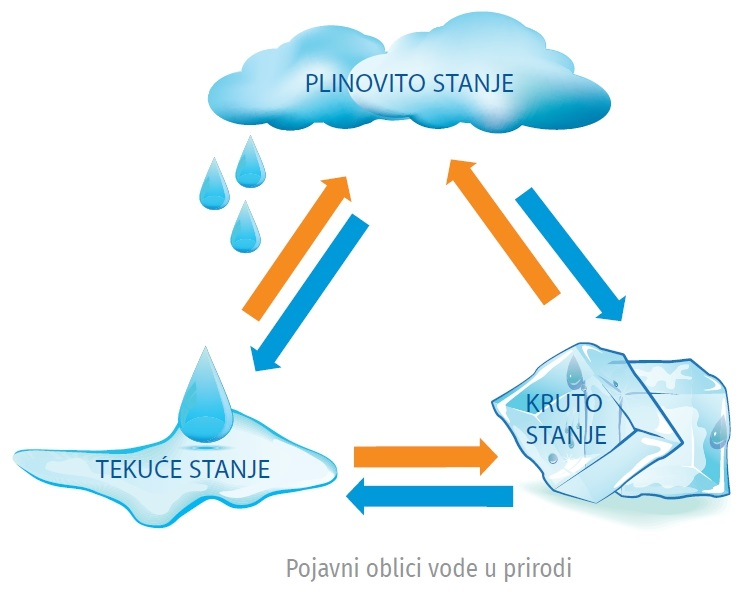 PLINOVITO STANJE
KRUTO
STANJE
TEKUĆE STANJE
Pojavni oblici vode u prirodi